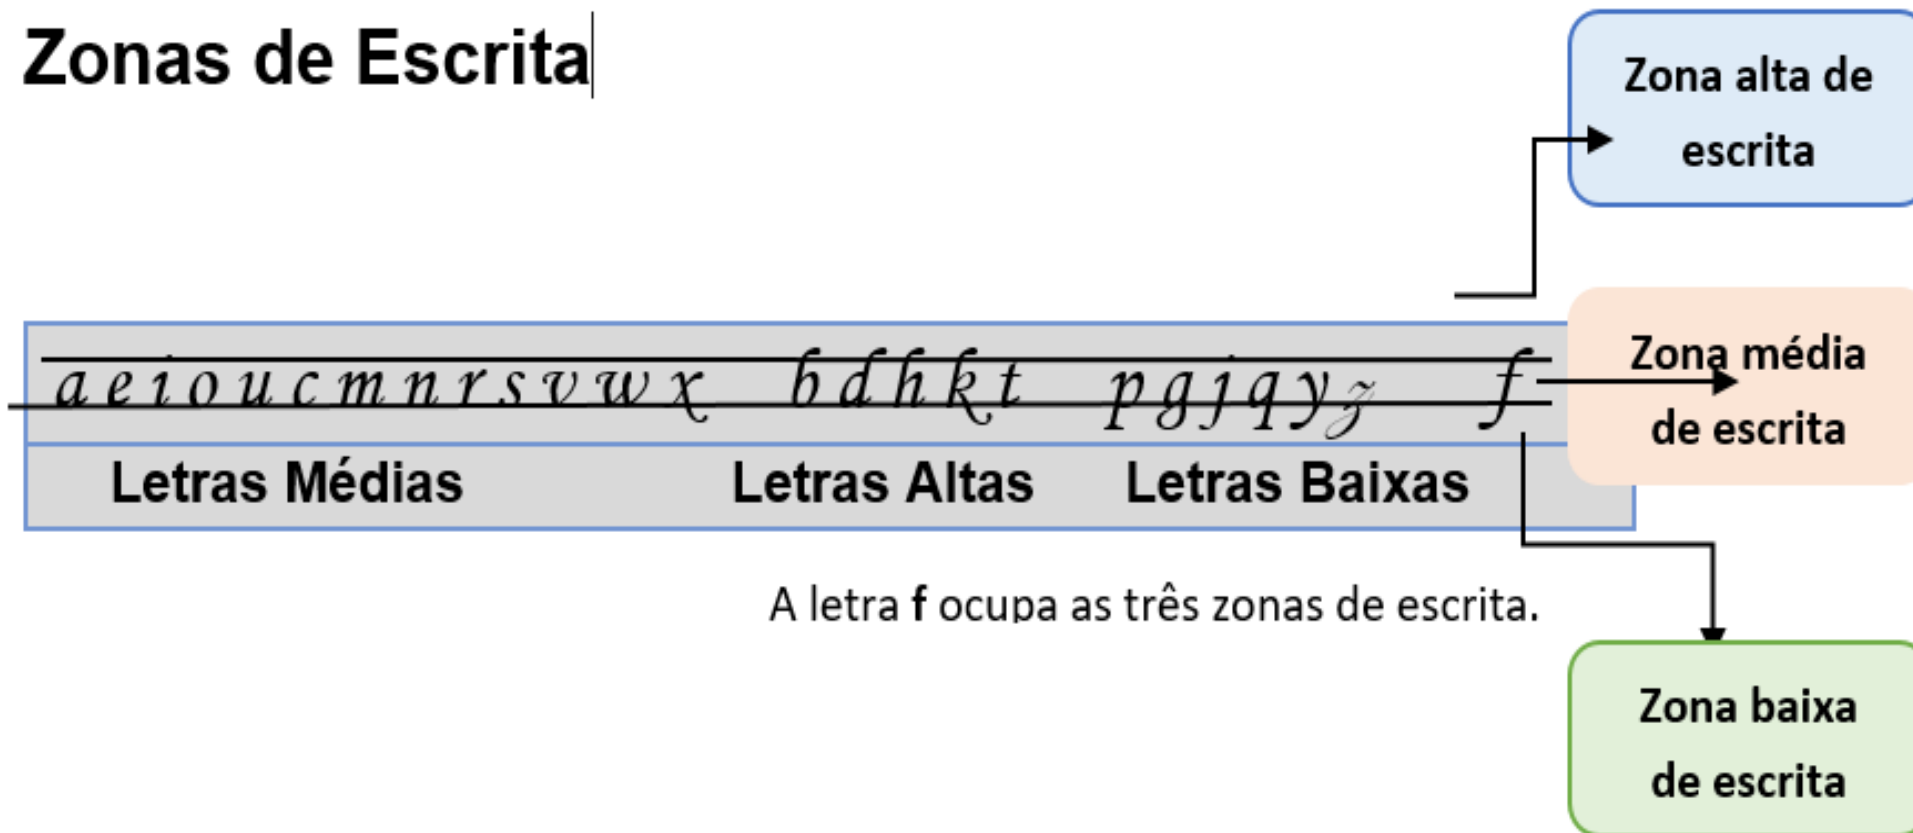 Zonas de Escrita
Zona alta de
escrita
a e i o u c m n r s v w x b d h k t p g j q y z f
Zona média
de escrita
Letras Médias Letras Altas Letras Baixas
A letra f ocupa as três zonas de escrita.
Zona baixa
de escrita